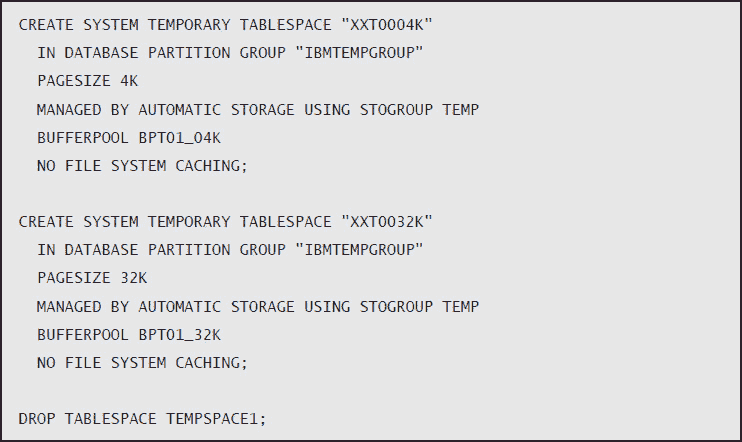 CREATE SYSTEM TEMPORARY TABLESPACE "XXT0004K"
IN DATABASE PARTITION GROUP "IBMTEMPGROUP"
PAGESIZE 4K
MANAGED BY AUTOMATIC STORAGE USING STOGROUP TEMP
BUFFERPOOL BPT01_04K
NO FILE SYSTEM CACHING;
CREATE SYSTEM TEMPORARY TABLESPACE "XXT0032K"
IN DATABASE PARTITION GROUP "IBMTEMPGROUP"
PAGESIZE 32K
MANAGED BY AUTOMATIC STORAGE USING STOGROUP TEMP
BUFFERPOOL BPT01_32K
NO FILE SYSTEM CACHING;
DROP TABLESPACE TEMPSPACE1;